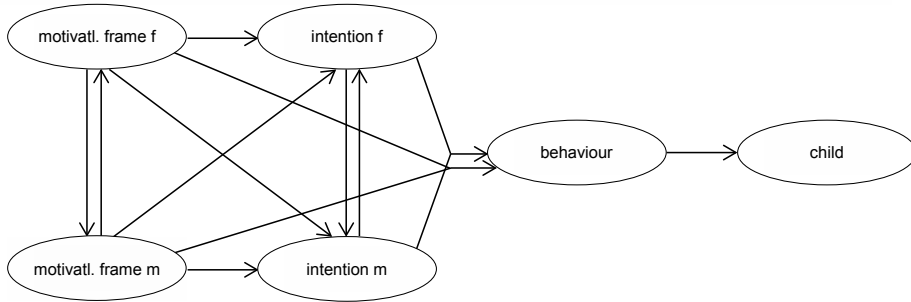 motivatl. frame f
intention f
behaviour
child
motivatl. frame m
intention m